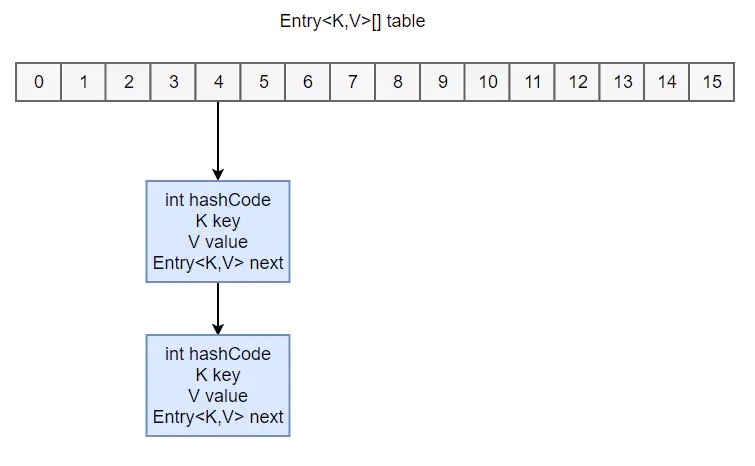 Entry<K,V>[] table
0 1 2 3 4 5 6 7 8 9 10 11 12 13 14 15
int hashCode
K key
V value
Entry<K,V> next
int hashCode
K key
V value
Entry<K,V> next